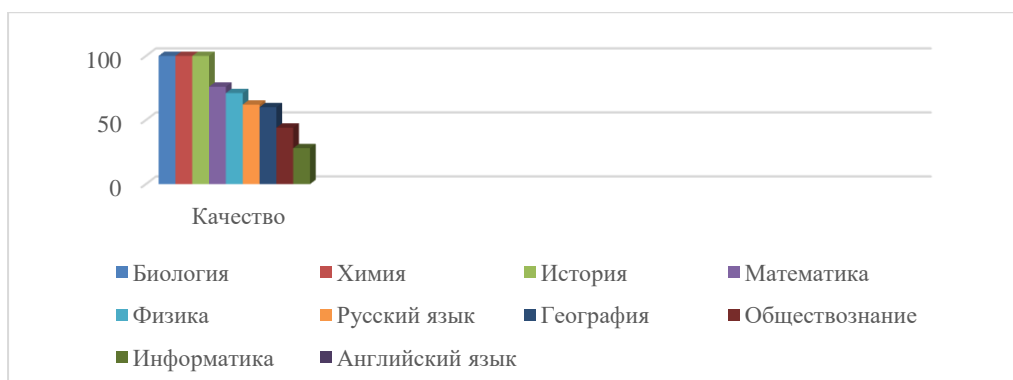 100
50
0
Качество
Биология Химия История Математика
Физика Русский язык География Обществознание
Информатика Английский язык